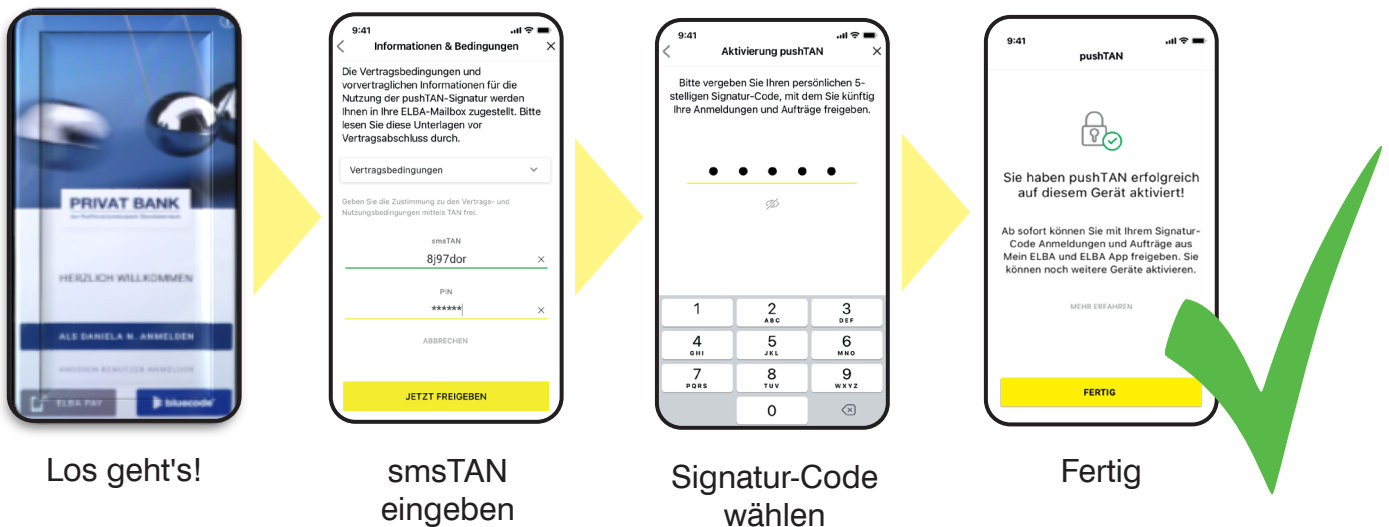 PRIVAT BANK
HERZLICH WILLKOMMEN
ALS DANIELA N. ANMELDEN
ANDEREN BENUTZER ANMELDEN
ELBA PAY
bluecode
Los geht's!
9:41
Informationen & Bedingungen
Die Vertragsbedingungen und
vorvertraglichen Informationen für die
Nutzung der pushTAN-Signatur werden
Ihnen in Ihre ELBA-Mailbox zugestellt. Bitte
lesen Sie diese Unterlagen vor
Vertragsabschluss durch.
Vertragsbedingungen
Geben Sie die Zustimmung zu den Vertrags- und
Nutzungsbedingungen mittels TAN frei.
smsTAN
8j97dor
PIN
******
ABBRECHEN
JETZT FREIGEBEN
smsTAN
eingeben
9:41
Aktivierung pushTAN
Bitte vergeben Sie Ihren persönlichen 5-
stelligen Signatur-Code, mit dem Sie künftig
Ihre Anmeldungen und Aufträge freigeben.
1 2 3
ABC DEF
4 5 6
GHI JKL MNO
7 8 9
PQRS TUV WXYZ
0
Signatur-Code
wählen
9:41
pushTAN
Sie haben pushTAN erfolgreich
auf diesem Gerät aktiviert!
Ab sofort können Sie mit Ihrem Signatur-
Code Anmeldungen und Aufträge aus
Mein ELBA und ELBA App freigeben. Sie
können noch weitere Geräte aktivieren.
MEHR ERFAHREN
FERTIG
Fertig